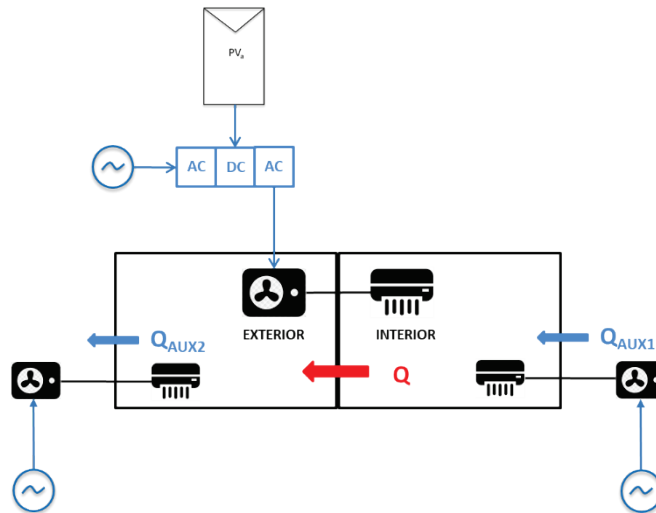 PVa
AC DC AC
EXTERIOR INTERIOR
QAUX2 QAUX1
Q